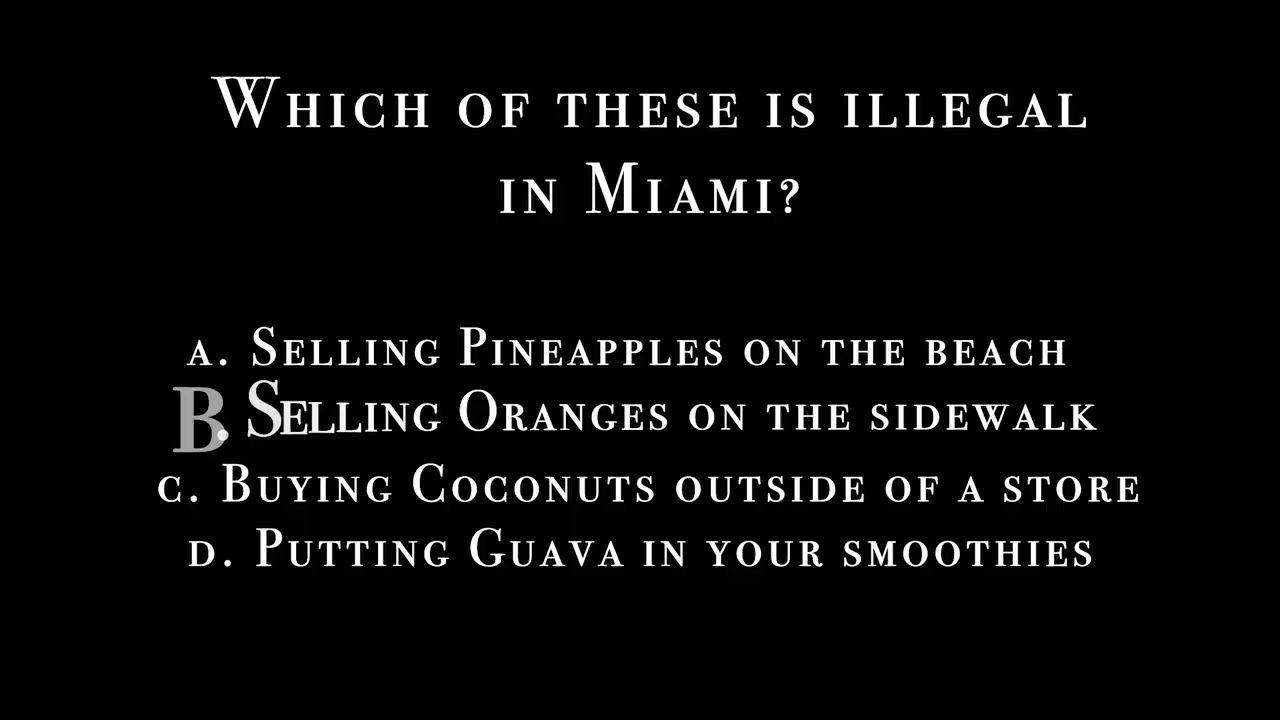 Which of these is illegal
in Miami?
a. Selling Pineapples on the beach
B. Selling Oranges on the sidewalk
c. Buying Coconuts outside of a store
d. Putting Guava in your smoothies